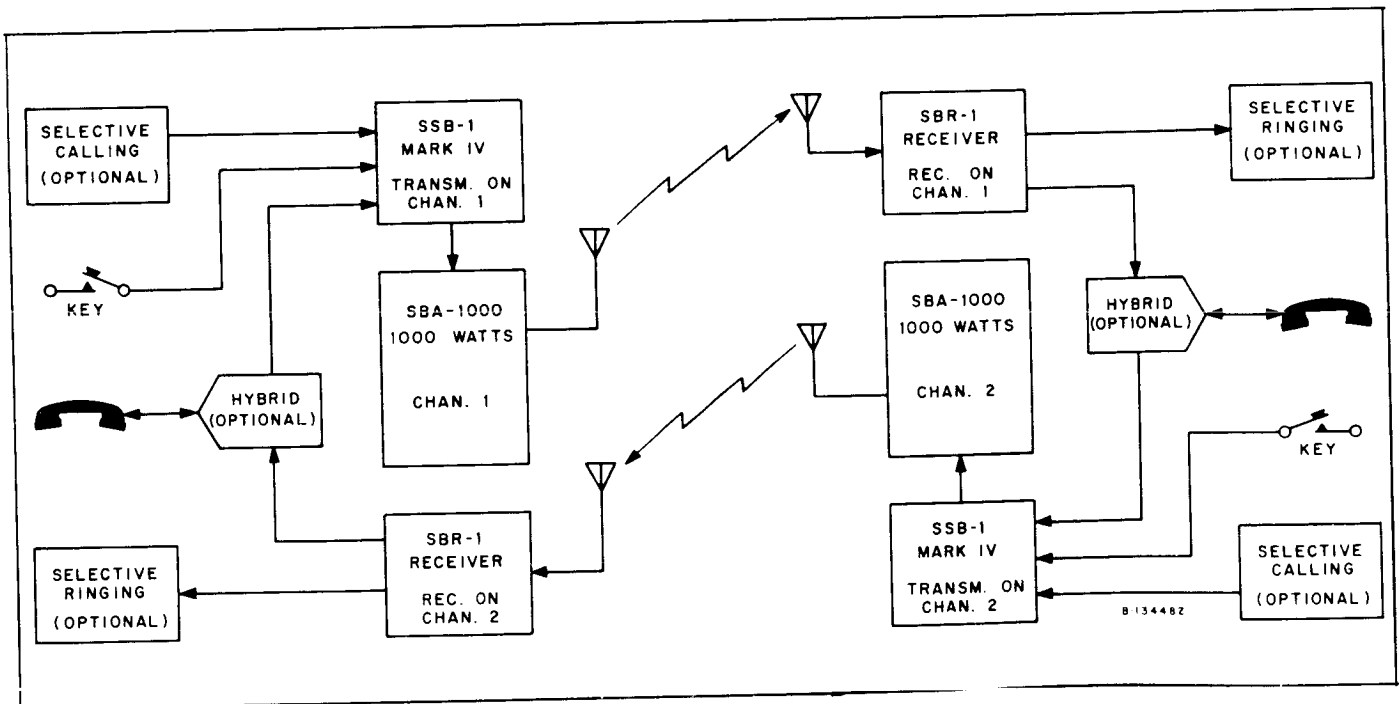 SELECTIVE
CALLING
(OPTIONAL)
SSB-1
MARK IV
TRANSM. ON
CHAN. 1
KEY
SBA-1000
1000 WATTS
CHAN. 1
HYBRID
(OPTIONAL)
SBR-1
RECEIVER
REC. ON
CHAN. 2
SELECTIVE
RINGING
(OPTIONAL)
SBR-1
RECEIVER
REC. ON
CHAN. 1
SELECTIVE
RINGING
(OPTIONAL)
SBA-1000
1000 WATTS
CHAN. 2
HYBRID
(OPTIONAL)
KEY
SSB-1
MARK IV
TRANSM. ON
CHAN. 2
SELECTIVE
CALLING
(OPTIONAL)
B-13448Z